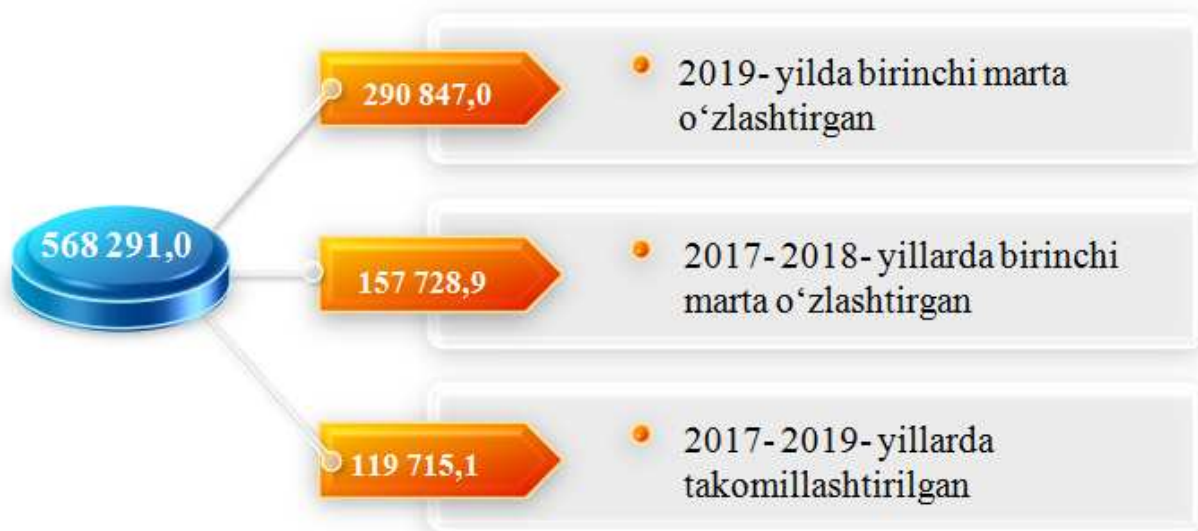 290 847,0
2019- yilda birinchi marta
o‘zlashtirgan
568 291,0
157 728,9
2017- 2018- yillarda birinchi
marta o‘zlashtirgan
119 715,1
2017- 2019- yillarda
takomillashtirilgan